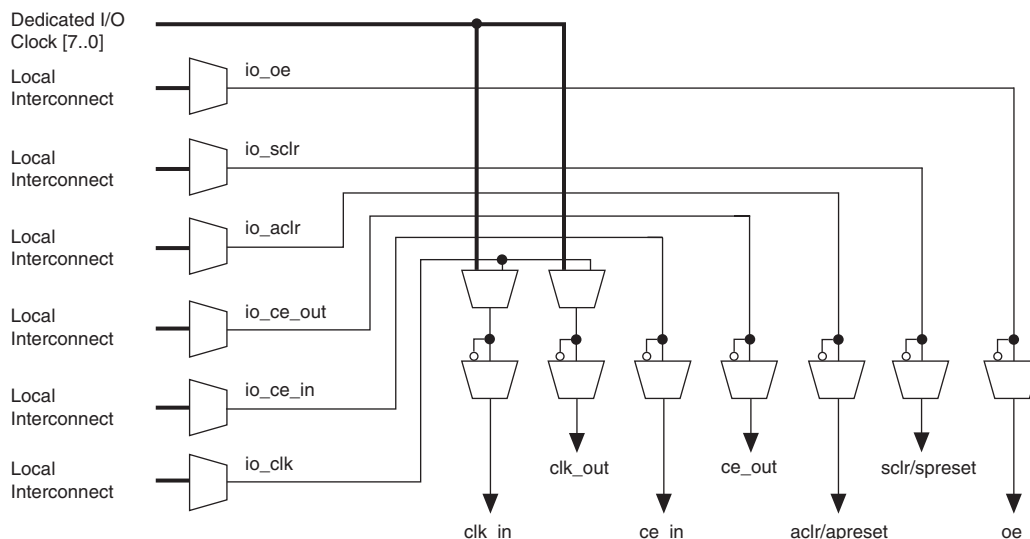 Dedicated I/O
Clock [7..0]
Local
Interconnect
io_oe
Local
Interconnect
io_sclr
Local
Interconnect
io_aclr
Local
Interconnect
io_ce_out
Local
Interconnect
io_ce_in
Local
Interconnect
io_clk
clk_out
ce_out
sclr/spreset
clk_in
ce_in
aclr/apreset
oe